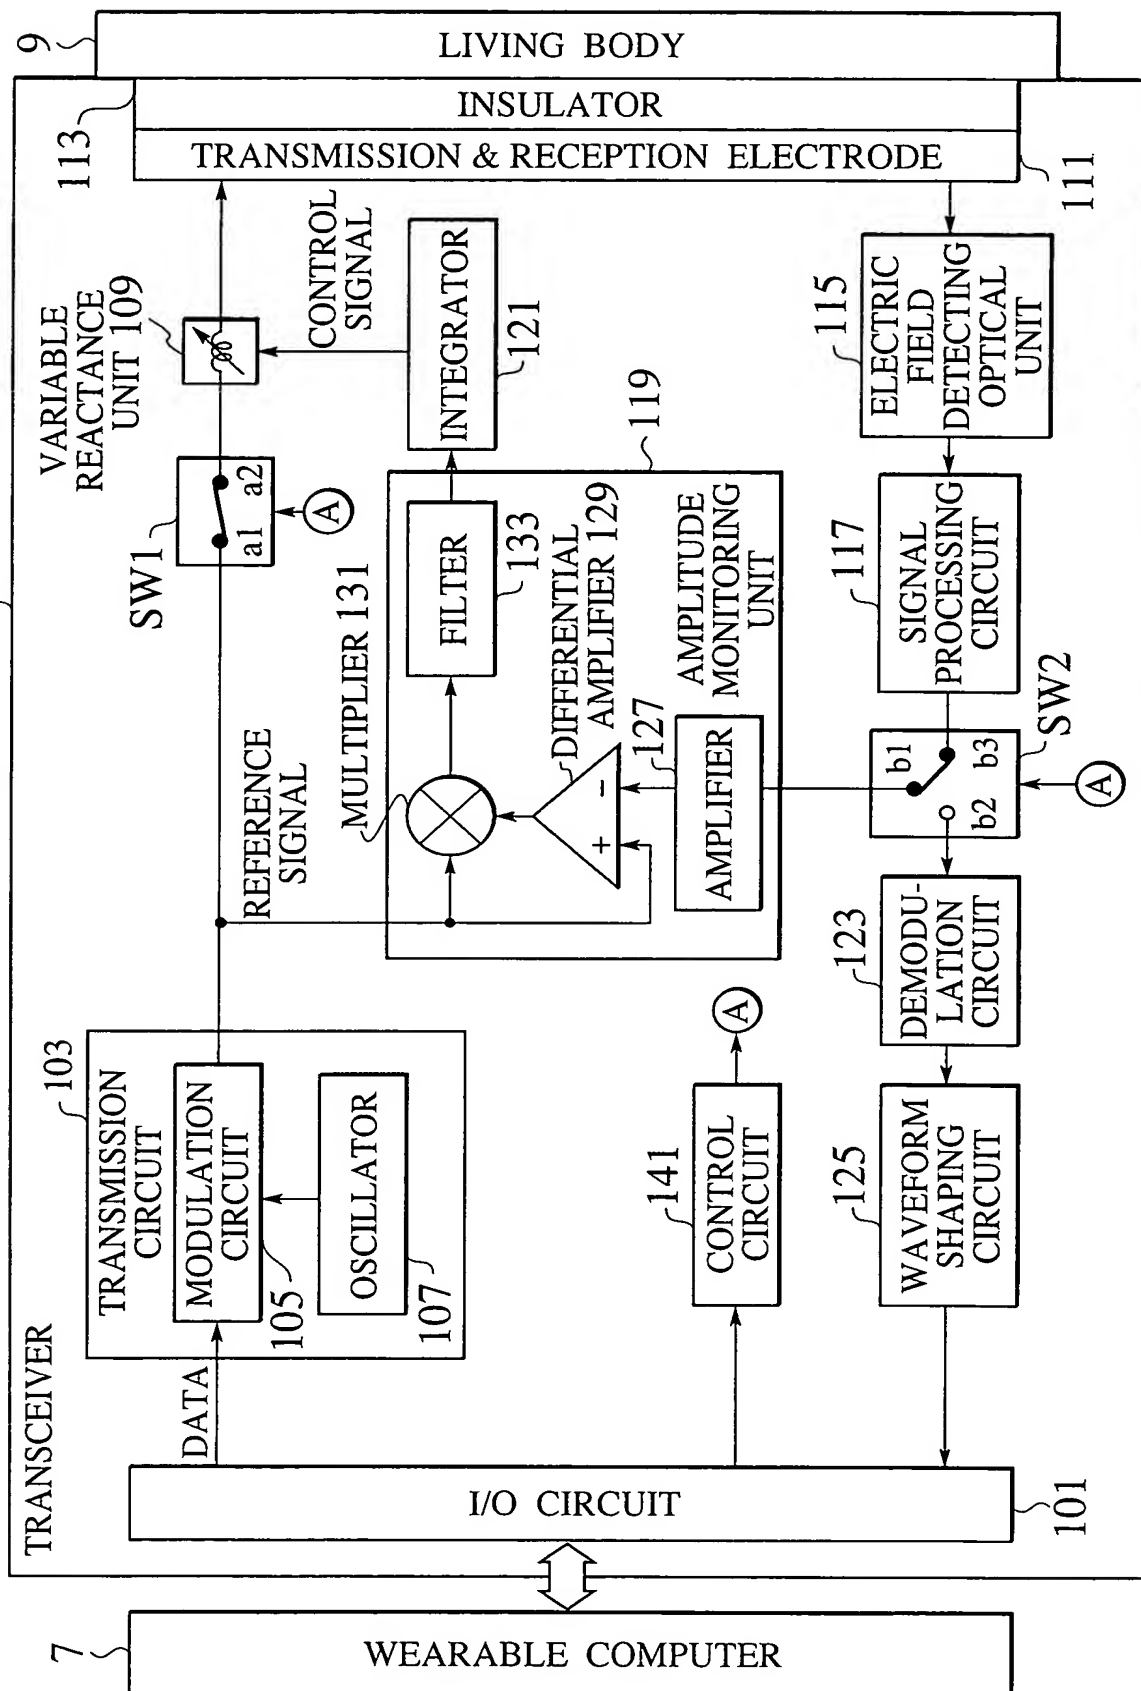 TRANSCEIVER
7
WEARABLE COMPUTER
I/O CIRCUIT
101
DATA
103
TRANSMISSION
CIRCUIT
MODULATION
CIRCUIT
105
OSCILLATOR
107
REFERENCE
SIGNAL
SW1
a1
a2
A
VARIABLE
REACTANCE
UNIT 109
CONTROL
SIGNAL
INTEGRATOR
121
119
MULTIPLIER 131
FILTER
133
DIFFERENTIAL
AMPLIFIER 129
+
−
127
AMPLIFIER
AMPLITUDE
MONITORING
UNIT
141
CONTROL
CIRCUIT
A
113
INSULATOR
TRANSMISSION & RECEPTION ELECTRODE
111
9
LIVING BODY
115
ELECTRIC
FIELD
DETECTING
OPTICAL
UNIT
117
SIGNAL
PROCESSING
CIRCUIT
SW2
b1
b2
b3
A
123
DEMODU-
LATION
CIRCUIT
125
WAVEFORM
SHAPING
CIRCUIT